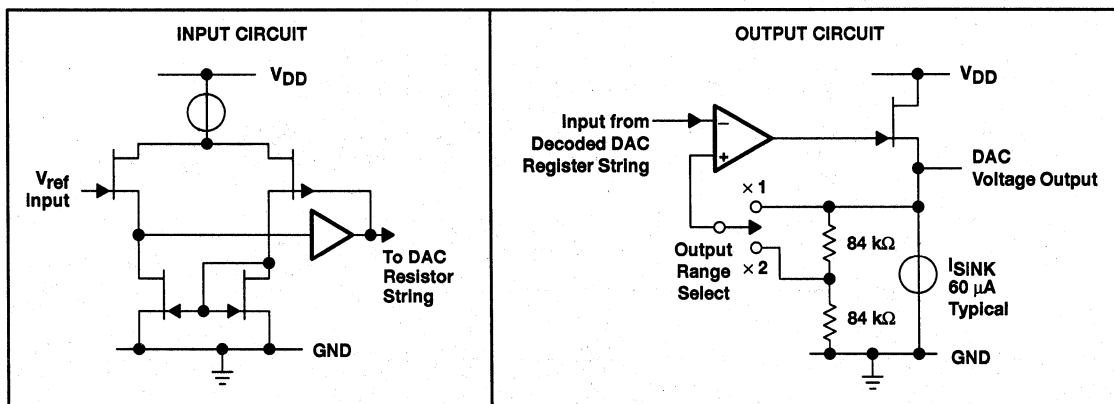 INPUT CIRCUIT
VDD
Vref
Input
To DAC
Resistor
String
GND
OUTPUT CIRCUIT
VDD
Input from
Decoded DAC
Register String
−
+
DAC
Voltage Output
× 1
Output
Range
Select
× 2
84 kΩ
84 kΩ
ISINK
60 µA
Typical
GND